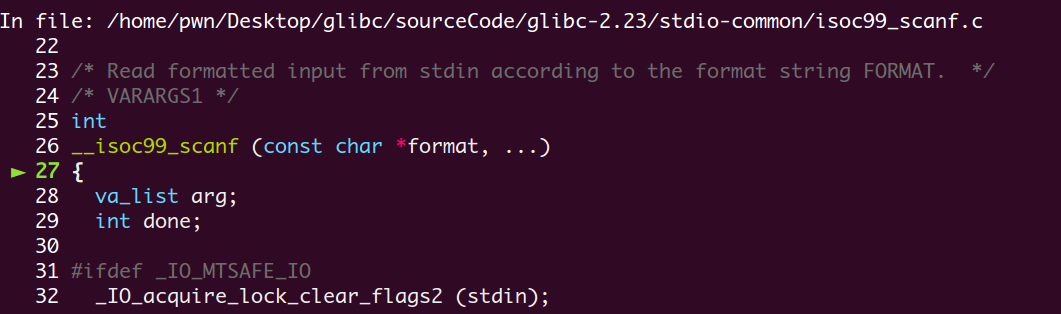 In file: /home/pwn/Desktop/glibc/sourceCode/glibc-2.23/stdio-common/isoc99_scanf.c
22
23 /* Read formatted input from stdin according to the format string FORMAT.  */
24 /* VARARGS1 */
25 int
26 __isoc99_scanf (const char *format, ...)
► 27 {
28   va_list arg;
29   int done;
30
31 #ifdef _IO_MTSAFE_IO
32   _IO_acquire_lock_clear_flags2 (stdin);